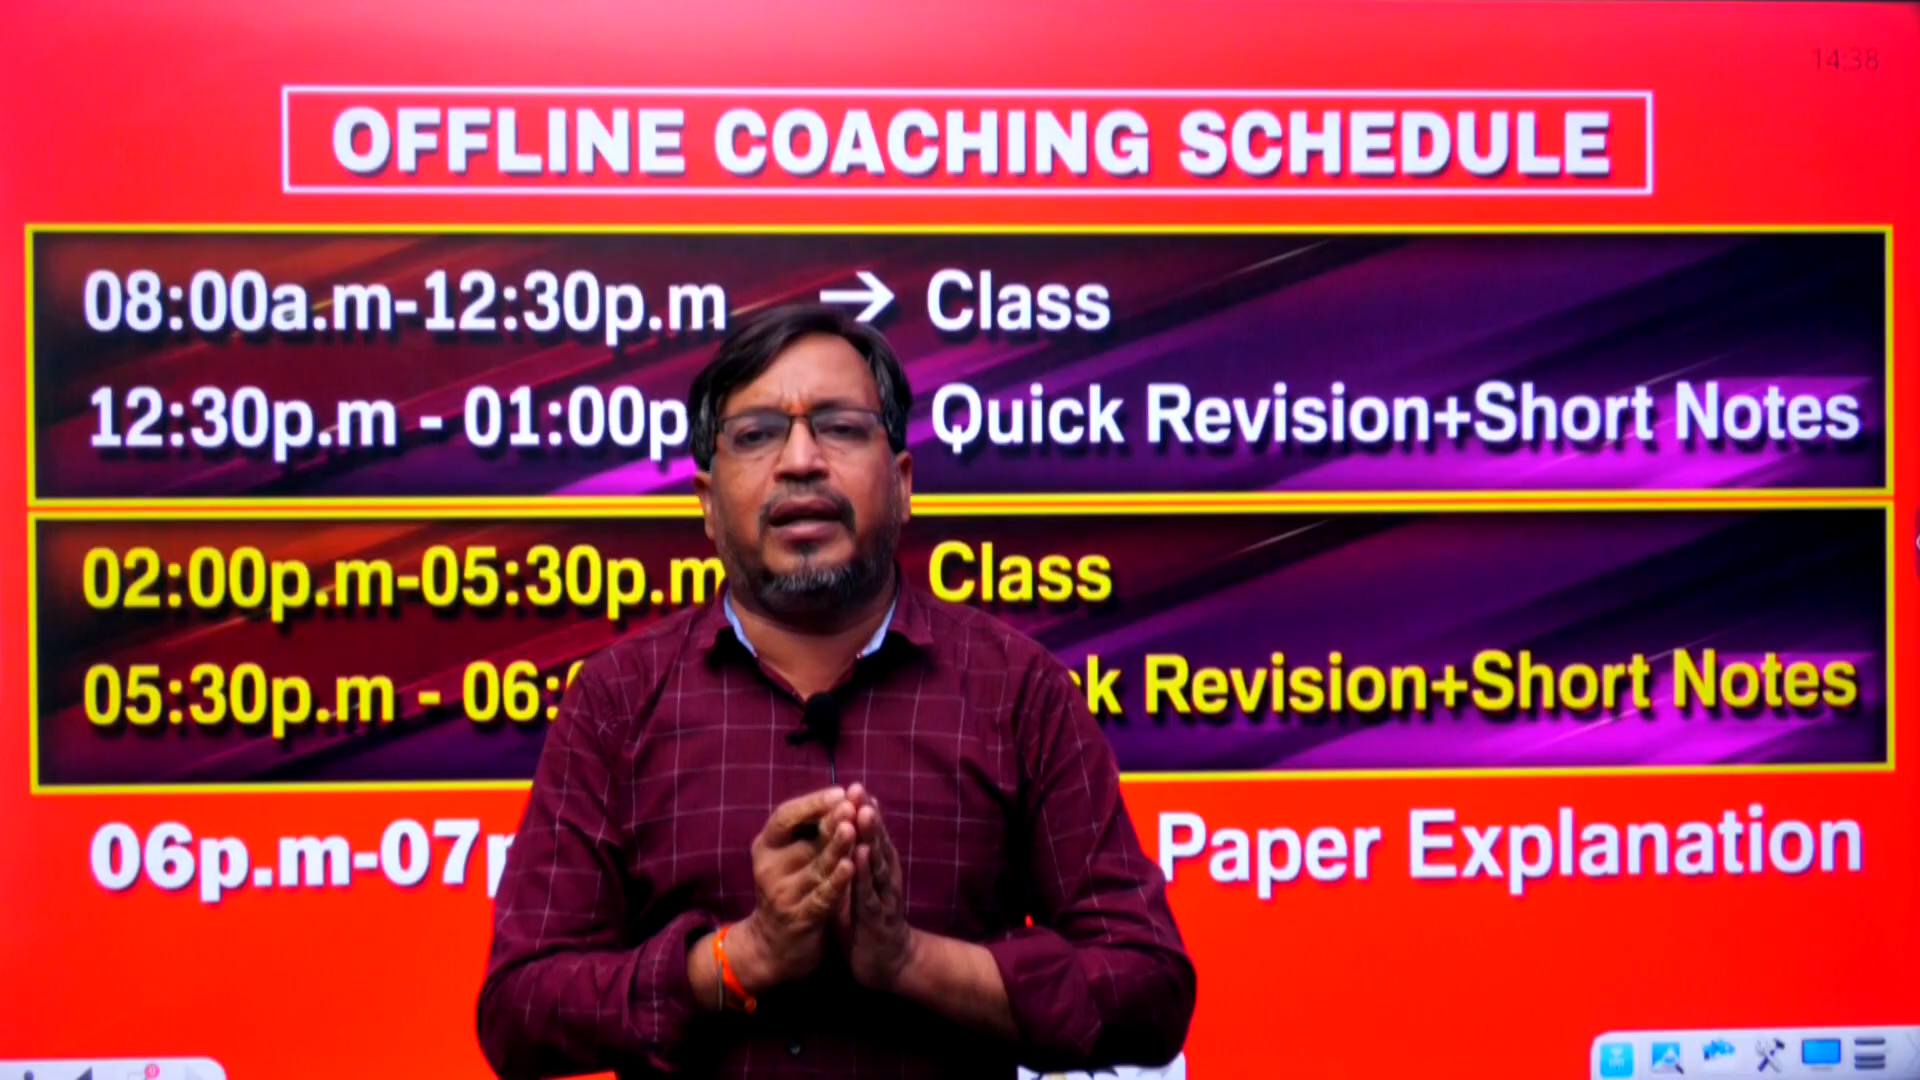 14:38
OFFLINE COACHING SCHEDULE
08:00a.m-12:30p.m → Class
12:30p.m - 01:00p Quick Revision+Short Notes
02:00p.m-05:30p.m Class
05:30p.m - 06: k Revision+Short Notes
06p.m-07p Paper Explanation